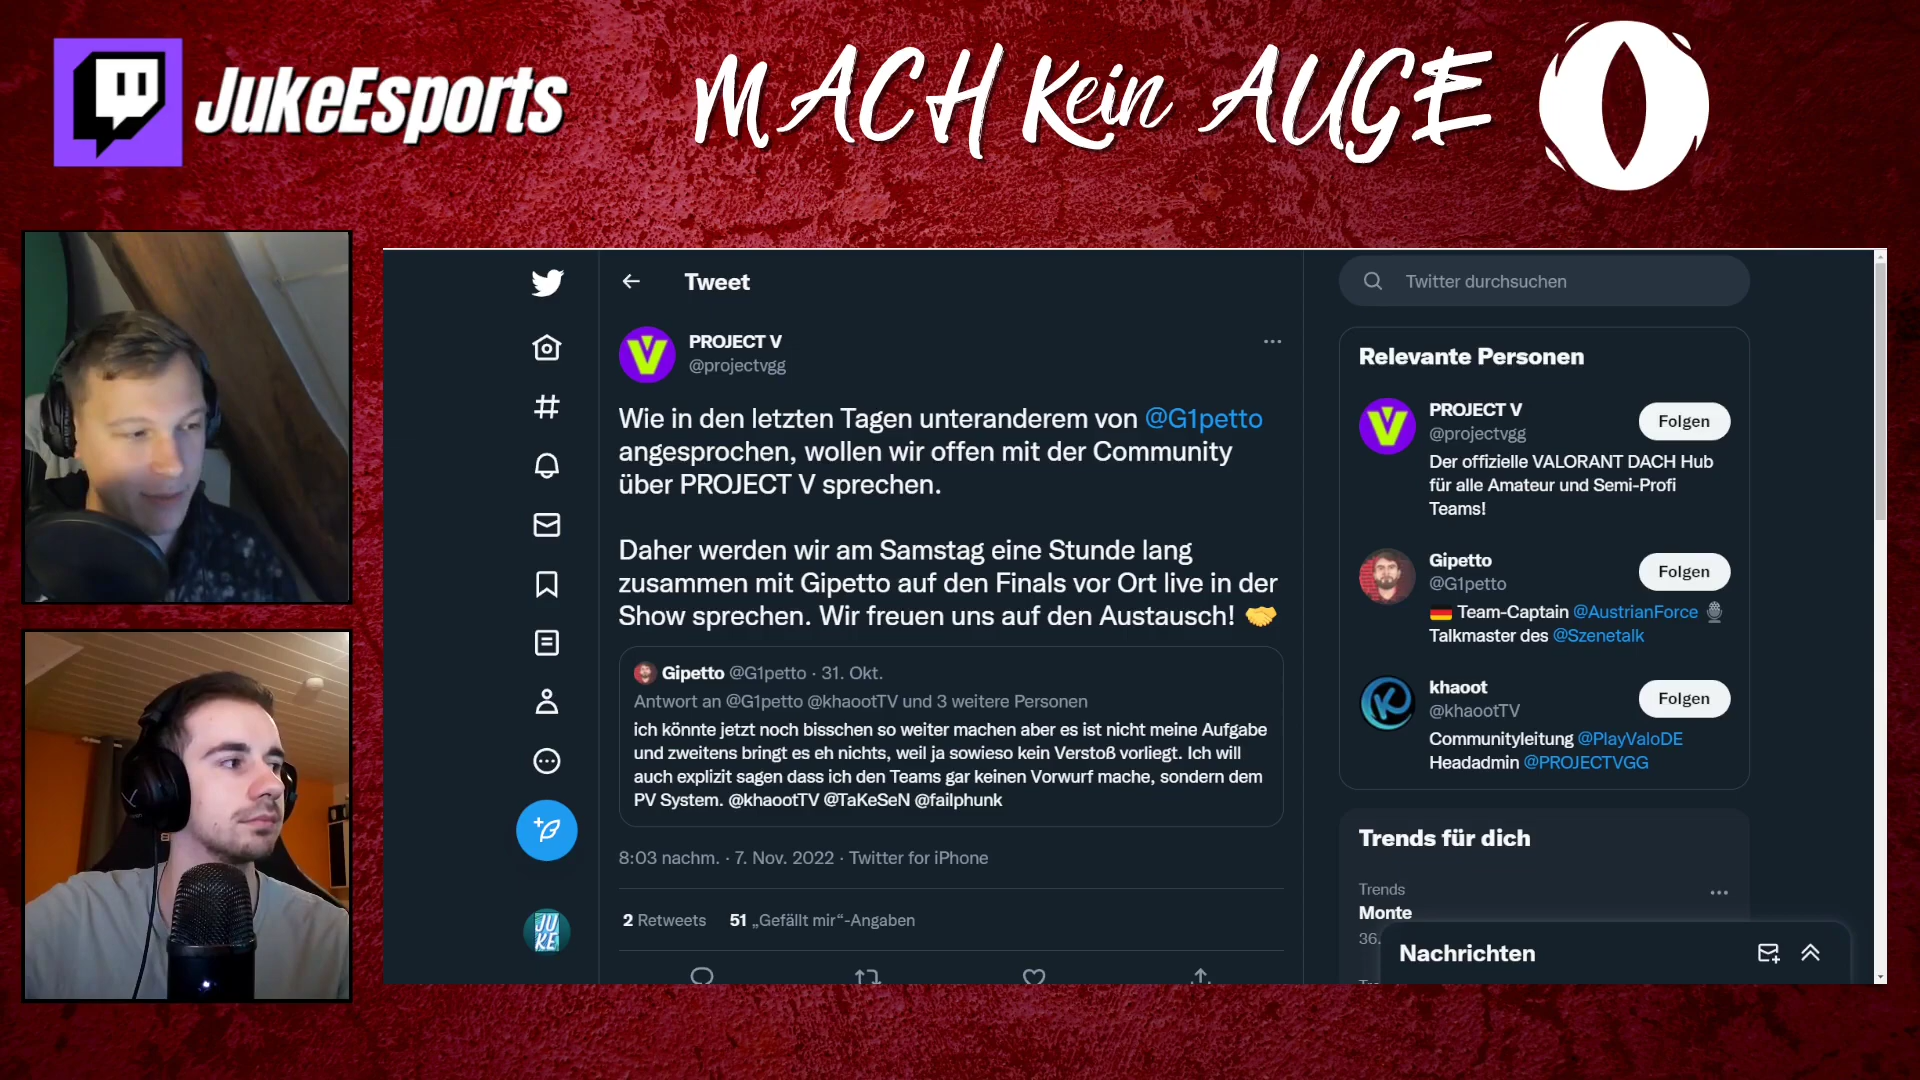 JukeEsports
MACH Kein AUGE
Tweet
PROJECT V
@projectvgg
Wie in den letzten Tagen unteranderem von @G1petto
angesprochen, wollen wir offen mit der Community
über PROJECT V sprechen.
Daher werden wir am Samstag eine Stunde lang
zusammen mit Gipetto auf den Finals vor Ort live in der
Show sprechen. Wir freuen uns auf den Austausch! 🤝
Gipetto @G1petto · 31. Okt.
Antwort an @G1petto @khaootTV und 3 weitere Personen
ich könnte jetzt noch bisschen so weiter machen aber es ist nicht meine Aufgabe
und zweitens bringt es eh nichts, weil ja sowieso kein Verstoß vorliegt. Ich will
auch explizit sagen dass ich den Teams gar keinen Vorwurf mache, sondern dem
PV System. @khaootTV @TaKeSeN @failphunk
8:03 nachm. · 7. Nov. 2022 · Twitter for iPhone
2 Retweets 51 „Gefällt mir“-Angaben
JU
KE
Twitter durchsuchen
Relevante Personen
PROJECT V
@projectvgg
Folgen
Der offizielle VALORANT DACH Hub
für alle Amateur und Semi-Profi
Teams!
Gipetto
@G1petto
Folgen
🇩🇪 Team-Captain @AustrianForce 🎙
Talkmaster des @Szenetalk
khaoot
@khaootTV
Folgen
Communityleitung @PlayValoDE
Headadmin @PROJECTVGG
Trends für dich
Trends
Monte
36.
Nachrichten